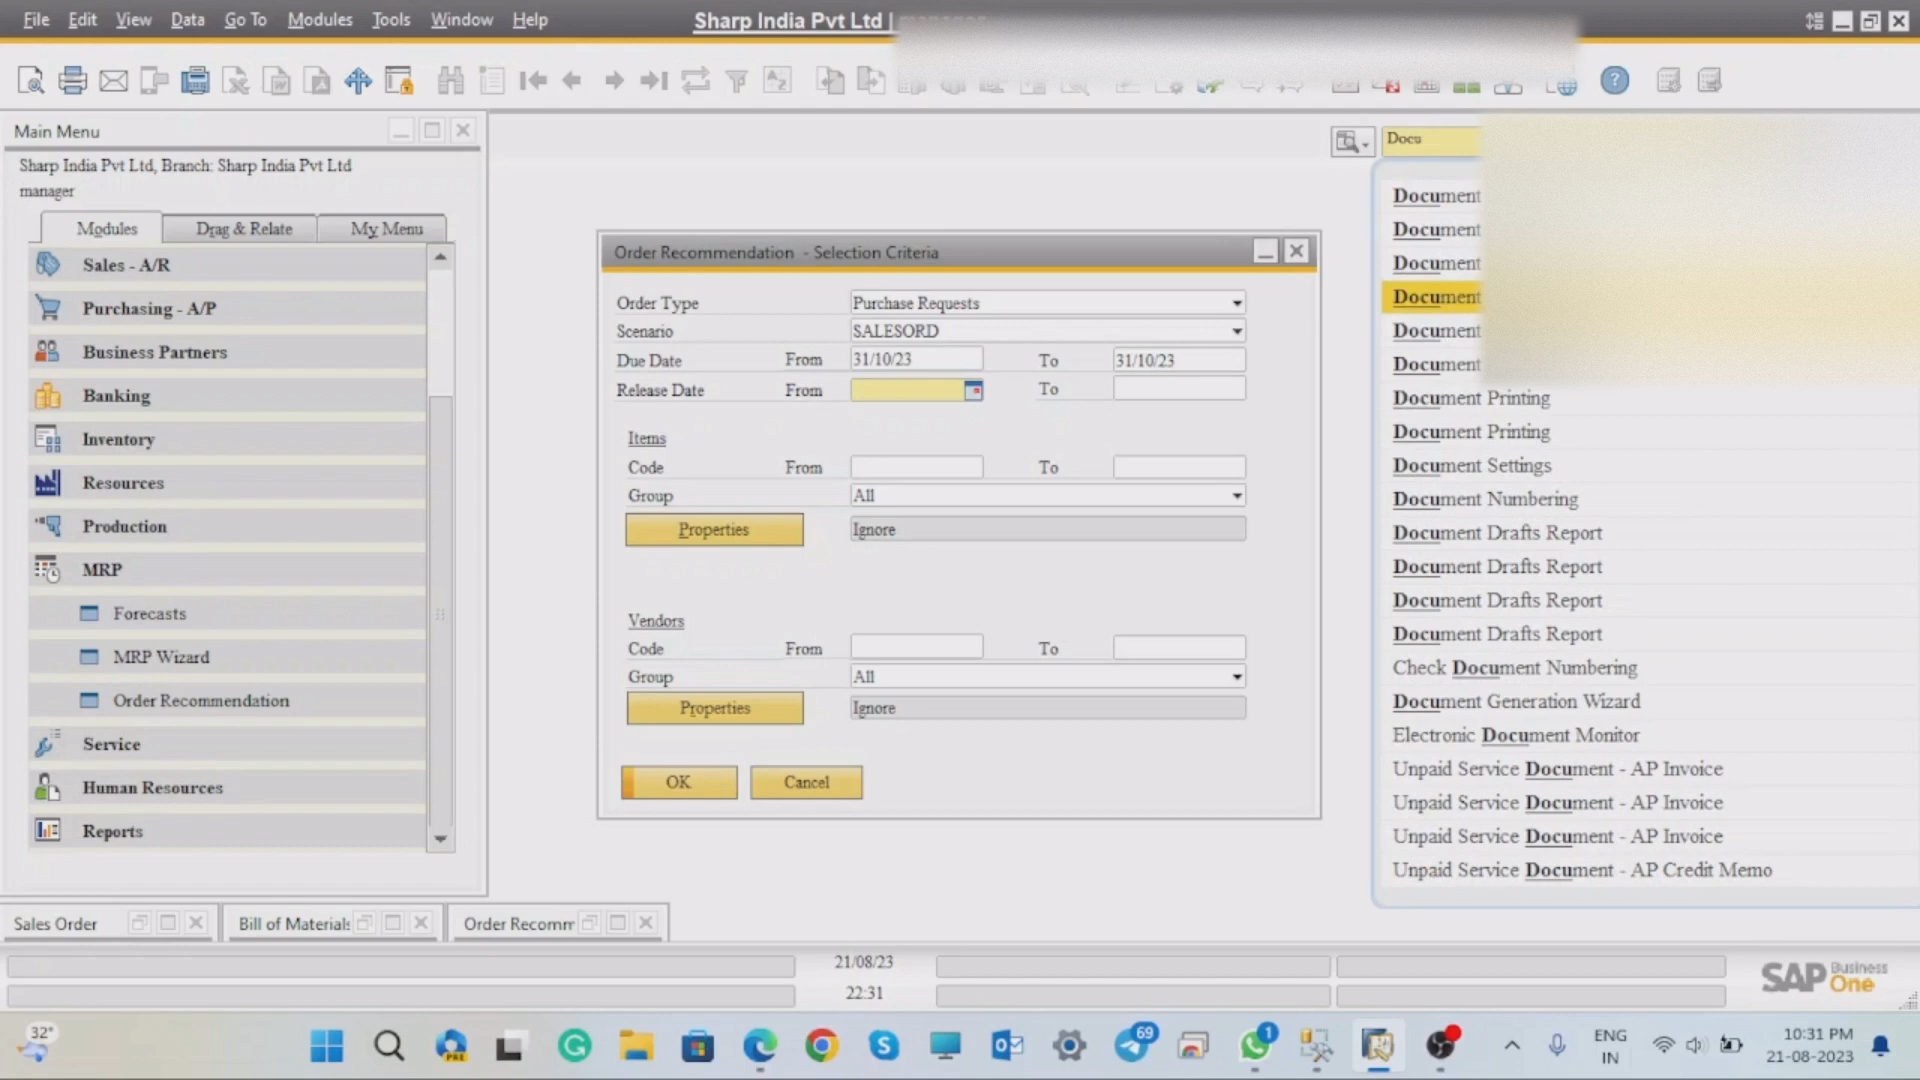 File Edit View Data Go To Modules Tools Window Help
Sharp India Pvt Ltd |
Main Menu
Sharp India Pvt Ltd, Branch: Sharp India Pvt Ltd
manager
Modules Drag & Relate My Menu
Sales - A/R
Purchasing - A/P
Business Partners
Banking
Inventory
Resources
Production
MRP
Forecasts
MRP Wizard
Order Recommendation
Service
Human Resources
Reports
Order Recommendation - Selection Criteria
Order Type Purchase Requests
Scenario SALESORD
Due Date From 31/10/23 To 31/10/23
Release Date From To
Items
Code From To
Group All
Properties Ignore
Vendors
Code From To
Group All
Properties Ignore
OK Cancel
Docu
Document
Document
Document
Document
Document
Document
Document Printing
Document Printing
Document Settings
Document Numbering
Document Drafts Report
Document Drafts Report
Document Drafts Report
Document Drafts Report
Check Document Numbering
Document Generation Wizard
Electronic Document Monitor
Unpaid Service Document - AP Invoice
Unpaid Service Document - AP Invoice
Unpaid Service Document - AP Invoice
Unpaid Service Document - AP Credit Memo
Sales Order Bill of Materials Order Recomm
21/08/23
22:31
SAP Business One
32°
PRE
69
1
ENG
IN
10:31 PM
21-08-2023